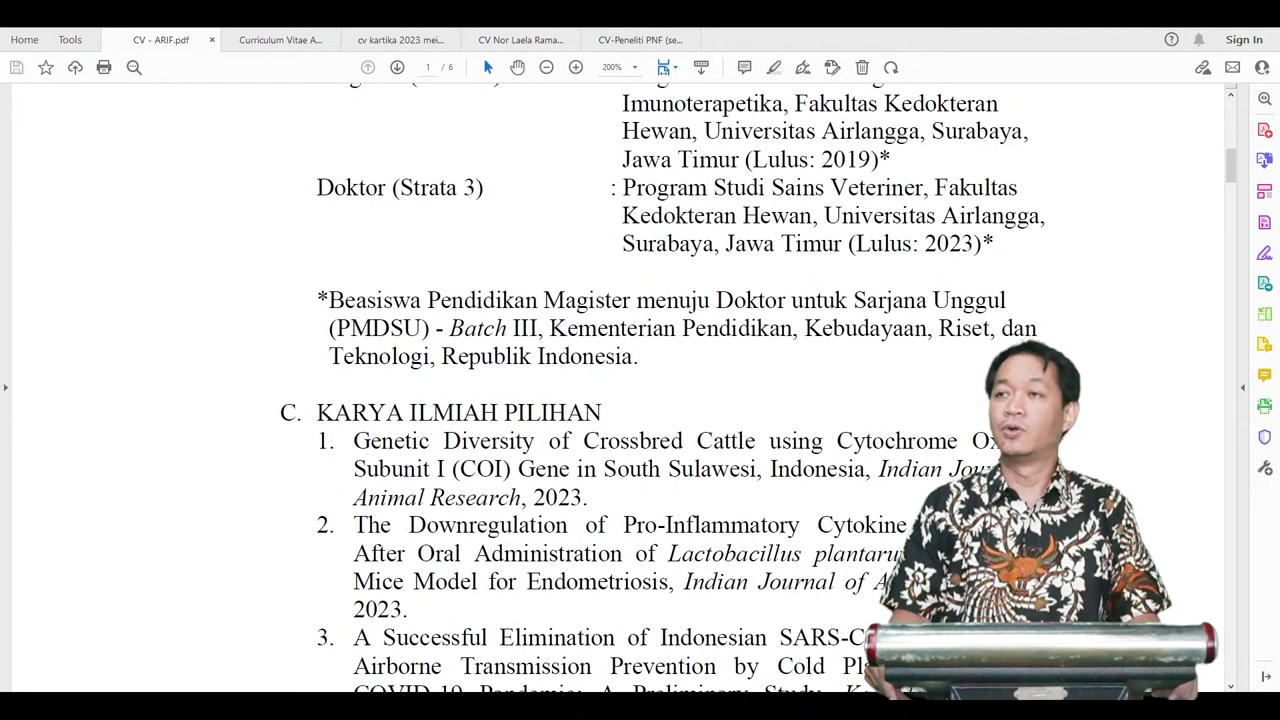 Home Tools CV - ARIF.pdf × Curriculum Vitae A... cv kartika 2023 mei... CV Nor Laela Rama... CV-Peneliti PNF (se... Sign In
1 / 6 200%
Imunoterapetika, Fakultas Kedokteran
Hewan, Universitas Airlangga, Surabaya,
Jawa Timur (Lulus: 2019)*
Doktor (Strata 3) : Program Studi Sains Veteriner, Fakultas
Kedokteran Hewan, Universitas Airlangga,
Surabaya, Jawa Timur (Lulus: 2023)*
*Beasiswa Pendidikan Magister menuju Doktor untuk Sarjana Unggul
(PMDSU) - Batch III, Kementerian Pendidikan, Kebudayaan, Riset, dan
Teknologi, Republik Indonesia.
C. KARYA ILMIAH PILIHAN
1. Genetic Diversity of Crossbred Cattle using Cytochrome
Subunit I (COI) Gene in South Sulawesi, Indonesia, Indian
Animal Research, 2023.
2. The Downregulation of Pro-Inflammatory Cytokine
After Oral Administration of Lactobacillus
Mice Model for Endometriosis, Indian Journal of
2023.
3. A Successful Elimination of Indonesian
Airborne Transmission Prevention by Cold
COVID-19 Pandemic: A Preliminary Study,